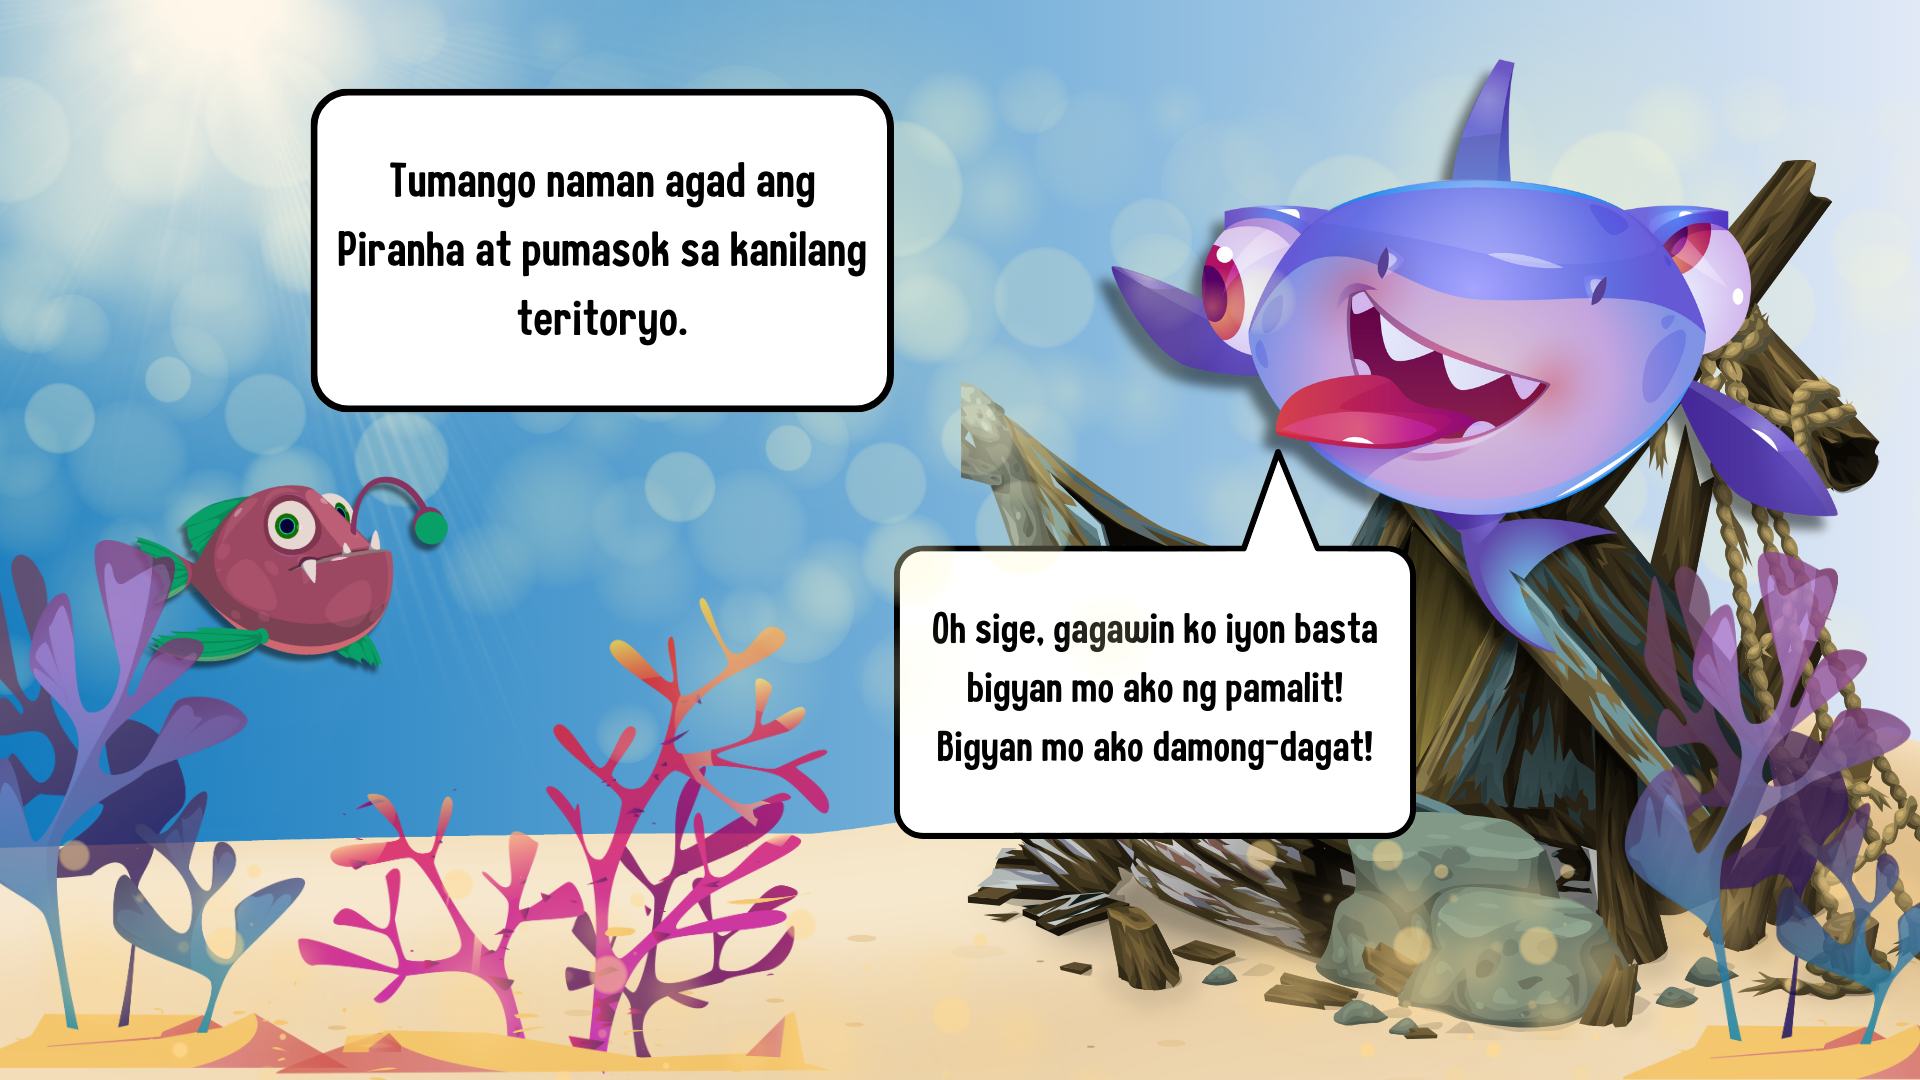 Tumango naman agad ang
Piranha at pumasok sa kanilang
teritoryo.
Oh sige, gagawin ko iyon basta
bigyan mo ako ng pamalit!
Bigyan mo ako damong-dagat!